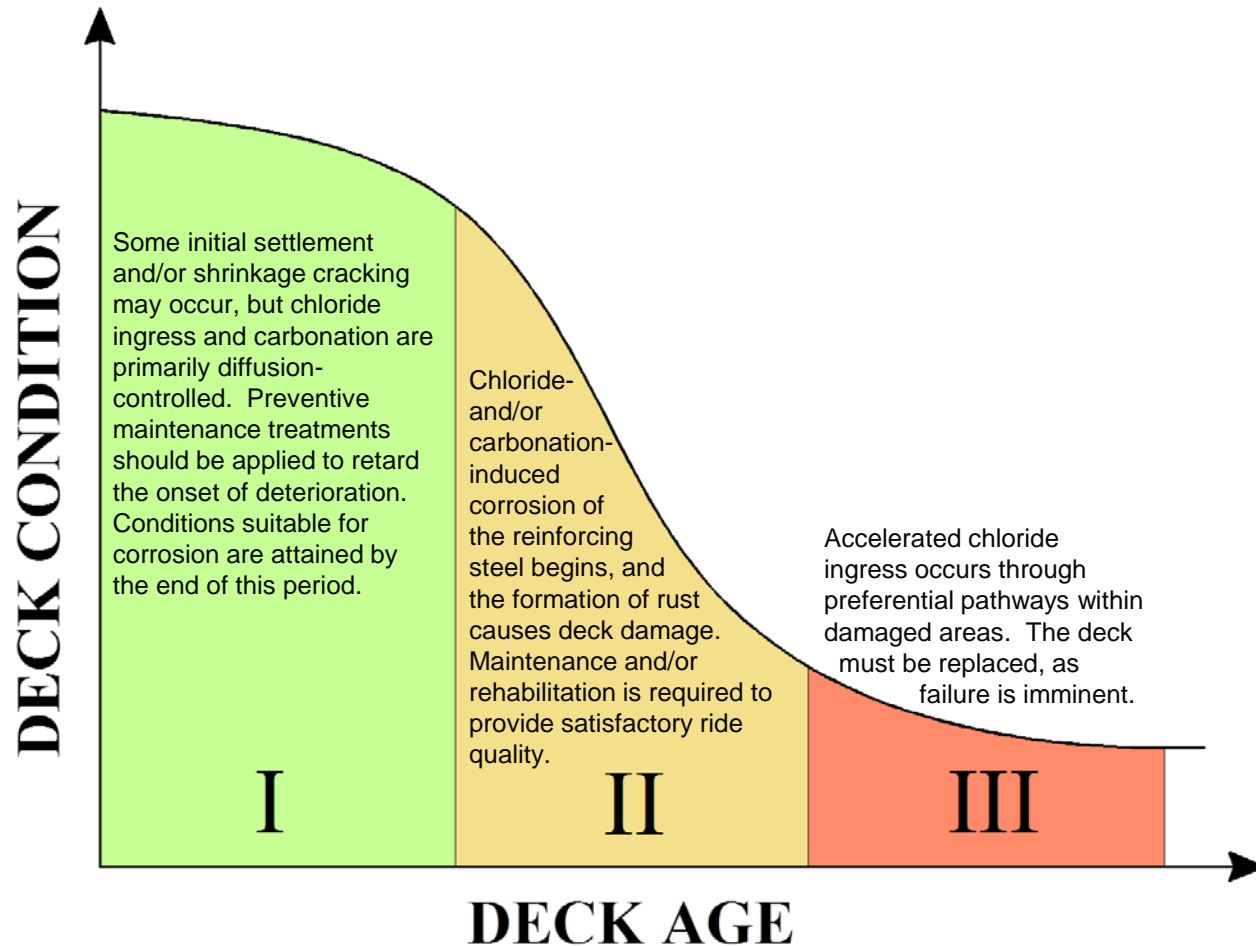 DECK CONDITION
Some initial settlement
and/or shrinkage cracking
may occur, but chloride
ingress and carbonation are
primarily diffusion-
controlled.  Preventive
maintenance treatments
should be applied to retard
the onset of deterioration.
Conditions suitable for
corrosion are attained by
the end of this period.
I
Chloride-
and/or
carbonation-
induced
corrosion of
the reinforcing
steel begins, and
the formation of rust
causes deck damage.
Maintenance and/or
rehabilitation is required to
provide satisfactory ride
quality.
II
Accelerated chloride
ingress occurs through
preferential pathways within
damaged areas.  The deck
must be replaced, as
failure is imminent.
III
DECK AGE